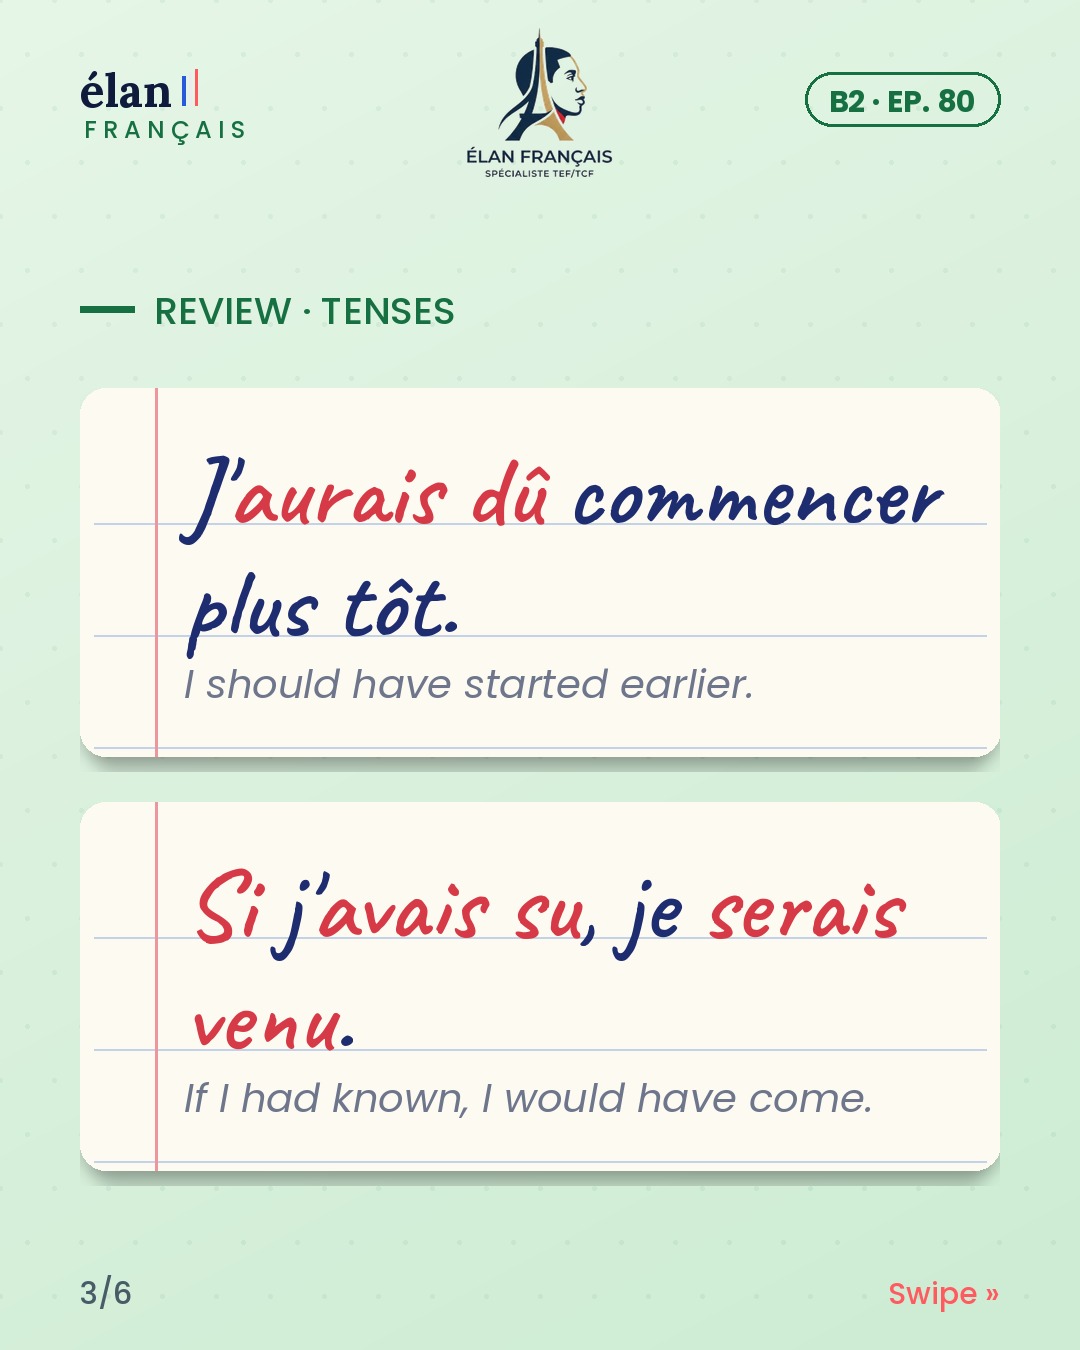 élan
FRANÇAIS
ÉLAN FRANÇAIS
SPÉCIALISTE TEF/TCF
B2 · EP. 80
REVIEW · TENSES
J'aurais dû commencer
plus tôt.
I should have started earlier.
Si j'avais su, je serais
venu.
If I had known, I would have come.
3/6
Swipe »